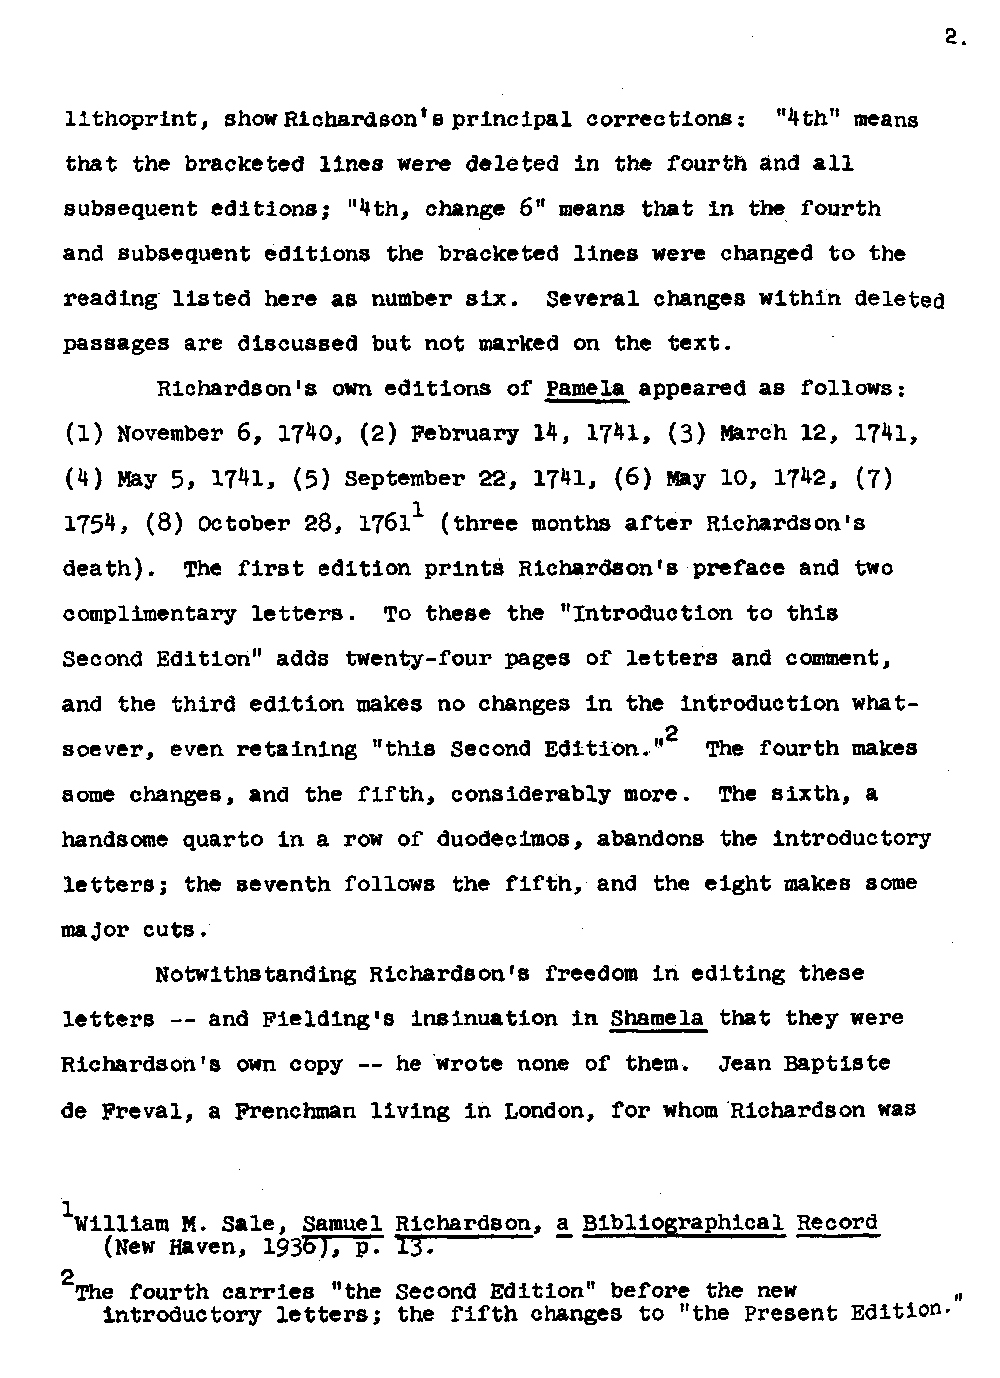 2.
lithoprint, show Richardson's principal corrections: "4th" means
that the bracketed lines were deleted in the fourth and all
subsequent editions; "4th, change 6" means that in the fourth
and subsequent editions the bracketed lines were changed to the
reading listed here as number six. Several changes within deleted
passages are discussed but not marked on the text.
Richardson's own editions of Pamela appeared as follows:
(1) November 6, 1740, (2) February 14, 1741, (3) March 12, 1741,
(4) May 5, 1741, (5) September 22, 1741, (6) May 10, 1742, (7)
1754, (8) October 28, 1761¹ (three months after Richardson's
death). The first edition prints Richardson's preface and two
complimentary letters. To these the "Introduction to this
Second Edition" adds twenty-four pages of letters and comment,
and the third edition makes no changes in the introduction what-
soever, even retaining "this Second Edition."² The fourth makes
some changes, and the fifth, considerably more. The sixth, a
handsome quarto in a row of duodecimos, abandons the introductory
letters; the seventh follows the fifth, and the eight makes some
major cuts.
Notwithstanding Richardson's freedom in editing these
letters -- and Fielding's insinuation in Shamela that they were
Richardson's own copy -- he wrote none of them. Jean Baptiste
de Freval, a Frenchman living in London, for whom Richardson was
¹William M. Sale, Samuel Richardson, a Bibliographical Record
(New Haven, 1936), p. 13.
²The fourth carries "the Second Edition" before the new
introductory letters; the fifth changes to "the Present Edition."